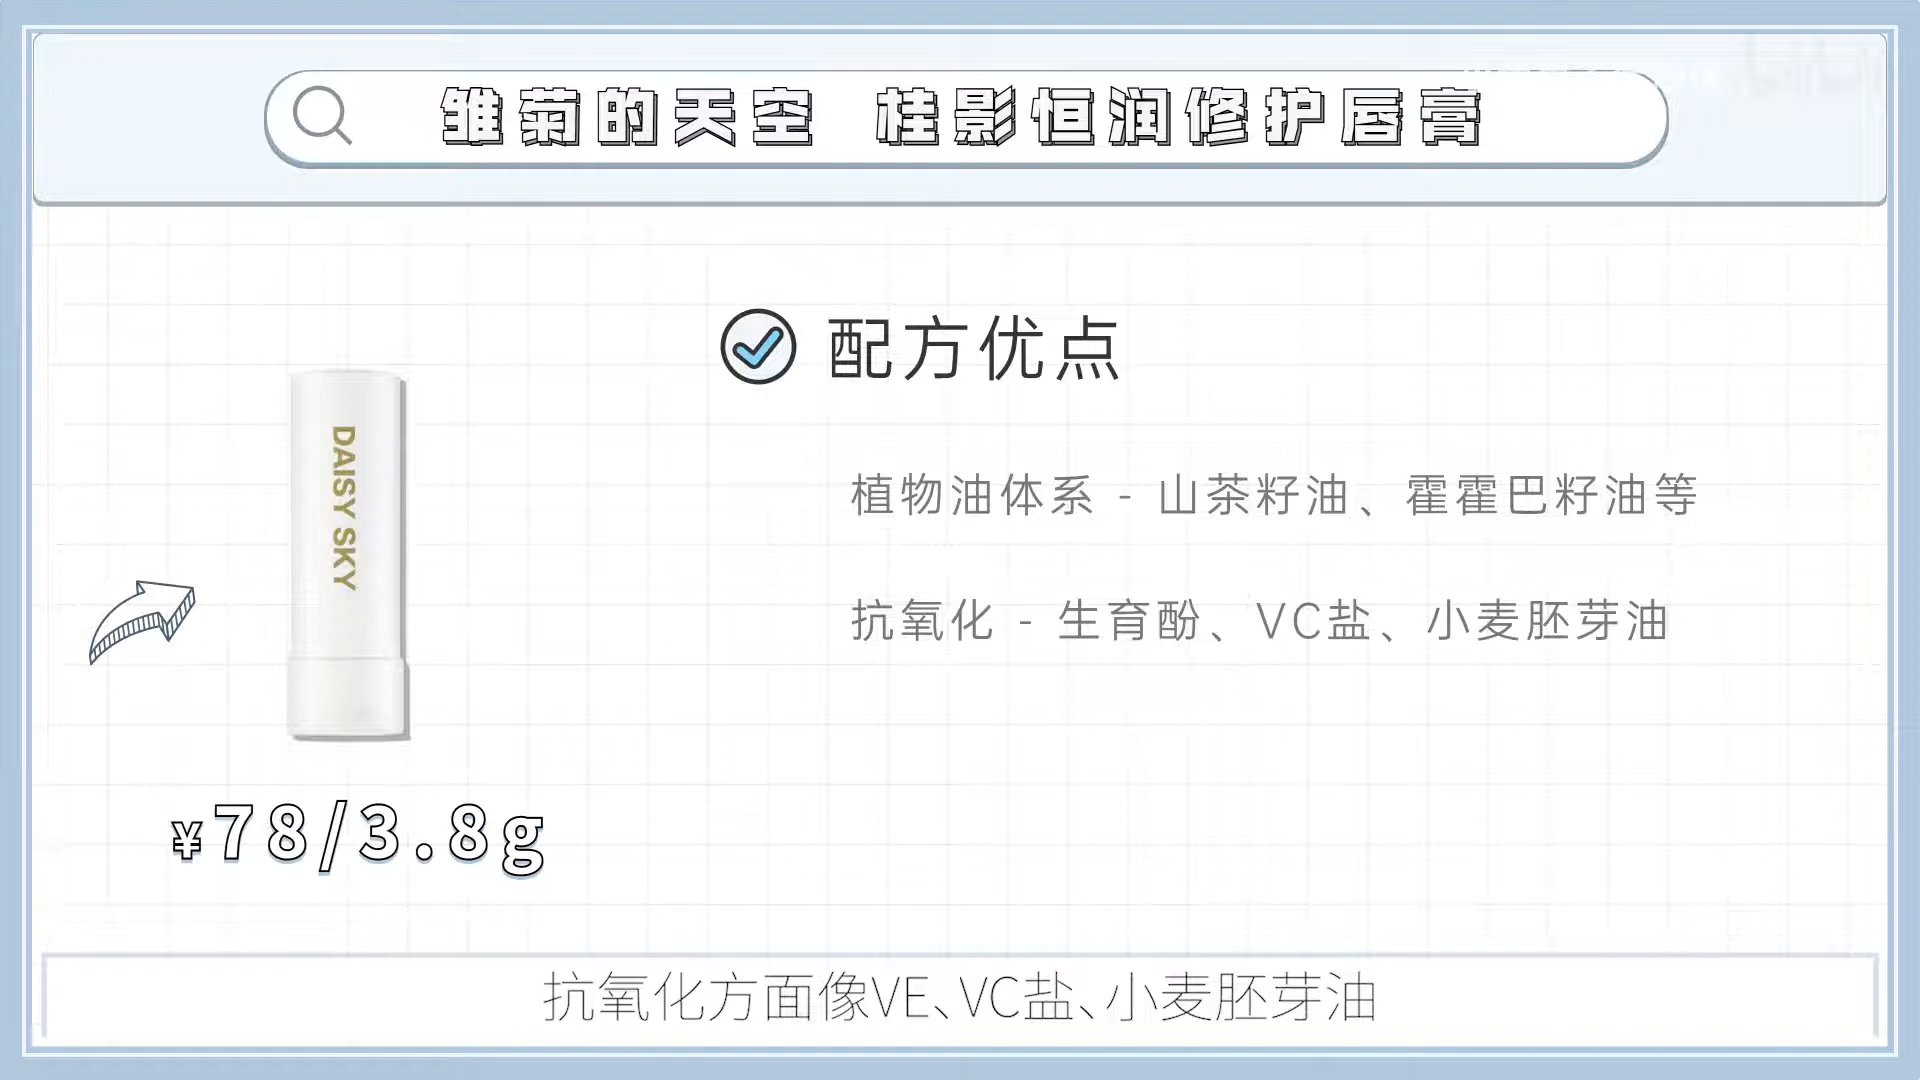 雏菊的天空 桂影恒润修护唇膏
配方优点
植物油体系 - 山茶籽油、霍霍巴籽油等
抗氧化 - 生育酚、VC盐、小麦胚芽油
DAISY SKY
¥78/3.8g
抗氧化方面像VE、VC盐、小麦胚芽油